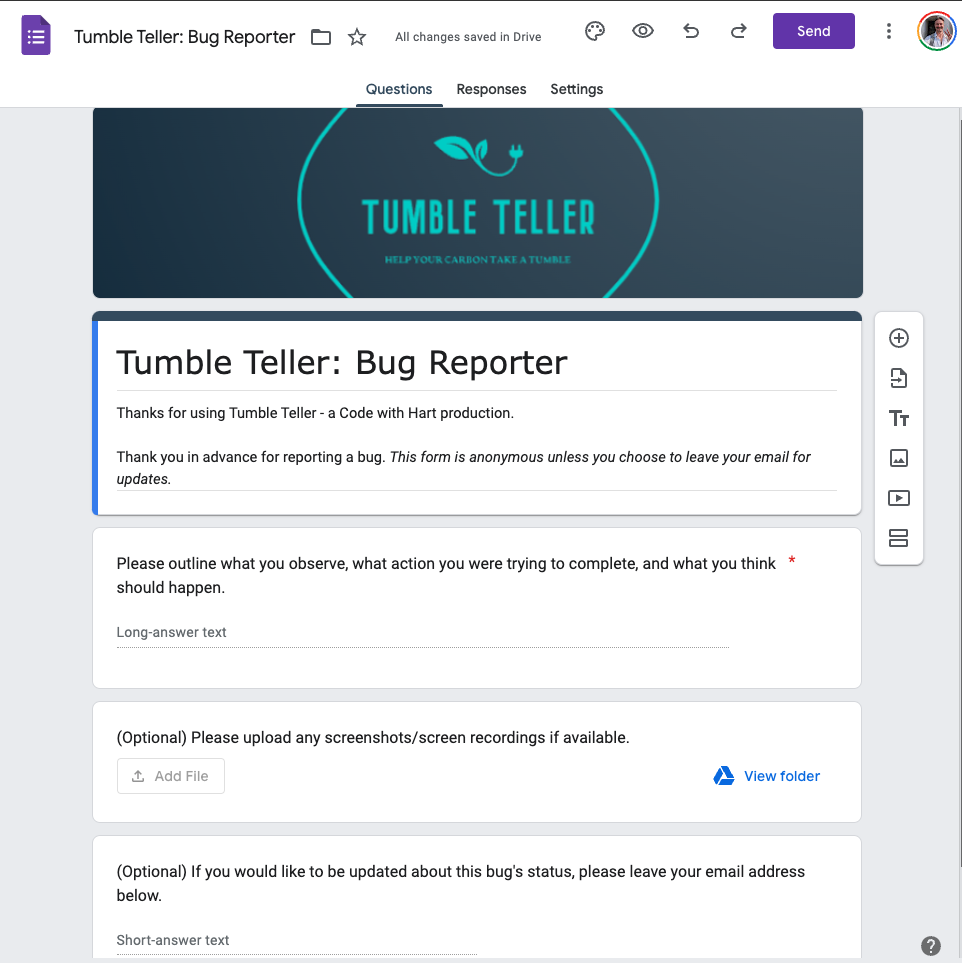 Tumble Teller: Bug Reporter
All changes saved in Drive
Send
Questions
Responses
Settings
TUMBLE TELLER
HELP YOUR CARBON TAKE A TUMBLE
Tumble Teller: Bug Reporter
Thanks for using Tumble Teller - a Code with Hart production.
Thank you in advance for reporting a bug. This form is anonymous unless you choose to leave your email for
updates.
Please outline what you observe, what action you were trying to complete, and what you think *
should happen.
Long-answer text
(Optional) Please upload any screenshots/screen recordings if available.
Add File
View folder
(Optional) If you would like to be updated about this bug's status, please leave your email address
below.
Short-answer text